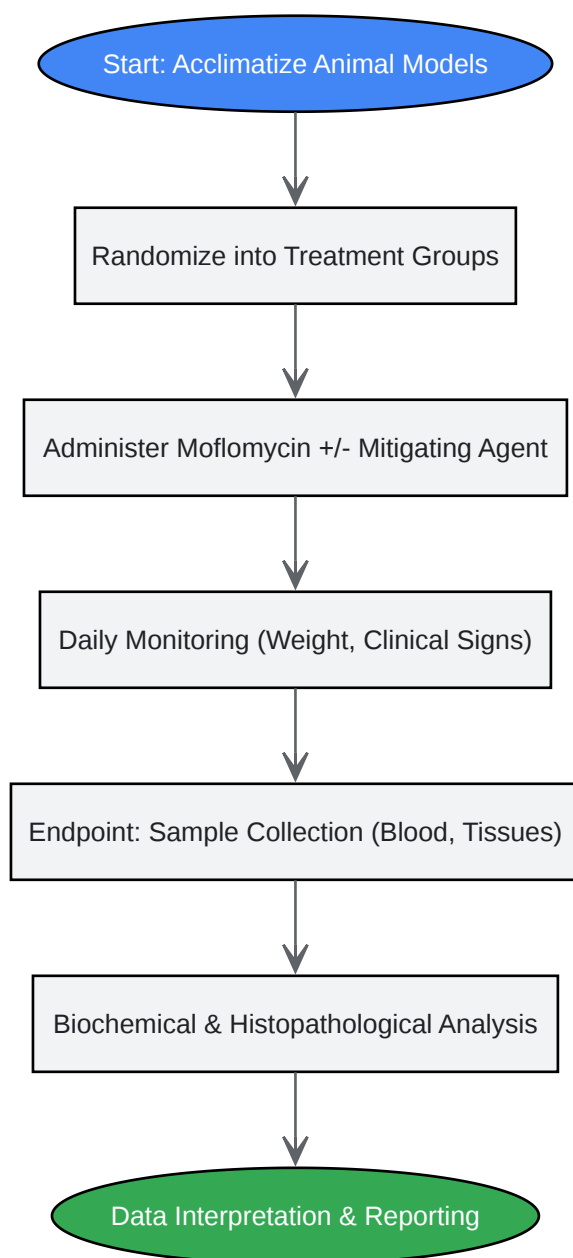 Start: Acclimatize Animal Models
Randomize into Treatment Groups
Administer Moflomycin +/- Mitigating Agent
Daily Monitoring (Weight, Clinical Signs)
Endpoint: Sample Collection (Blood, Tissues)
Biochemical & Histopathological Analysis
Data Interpretation & Reporting